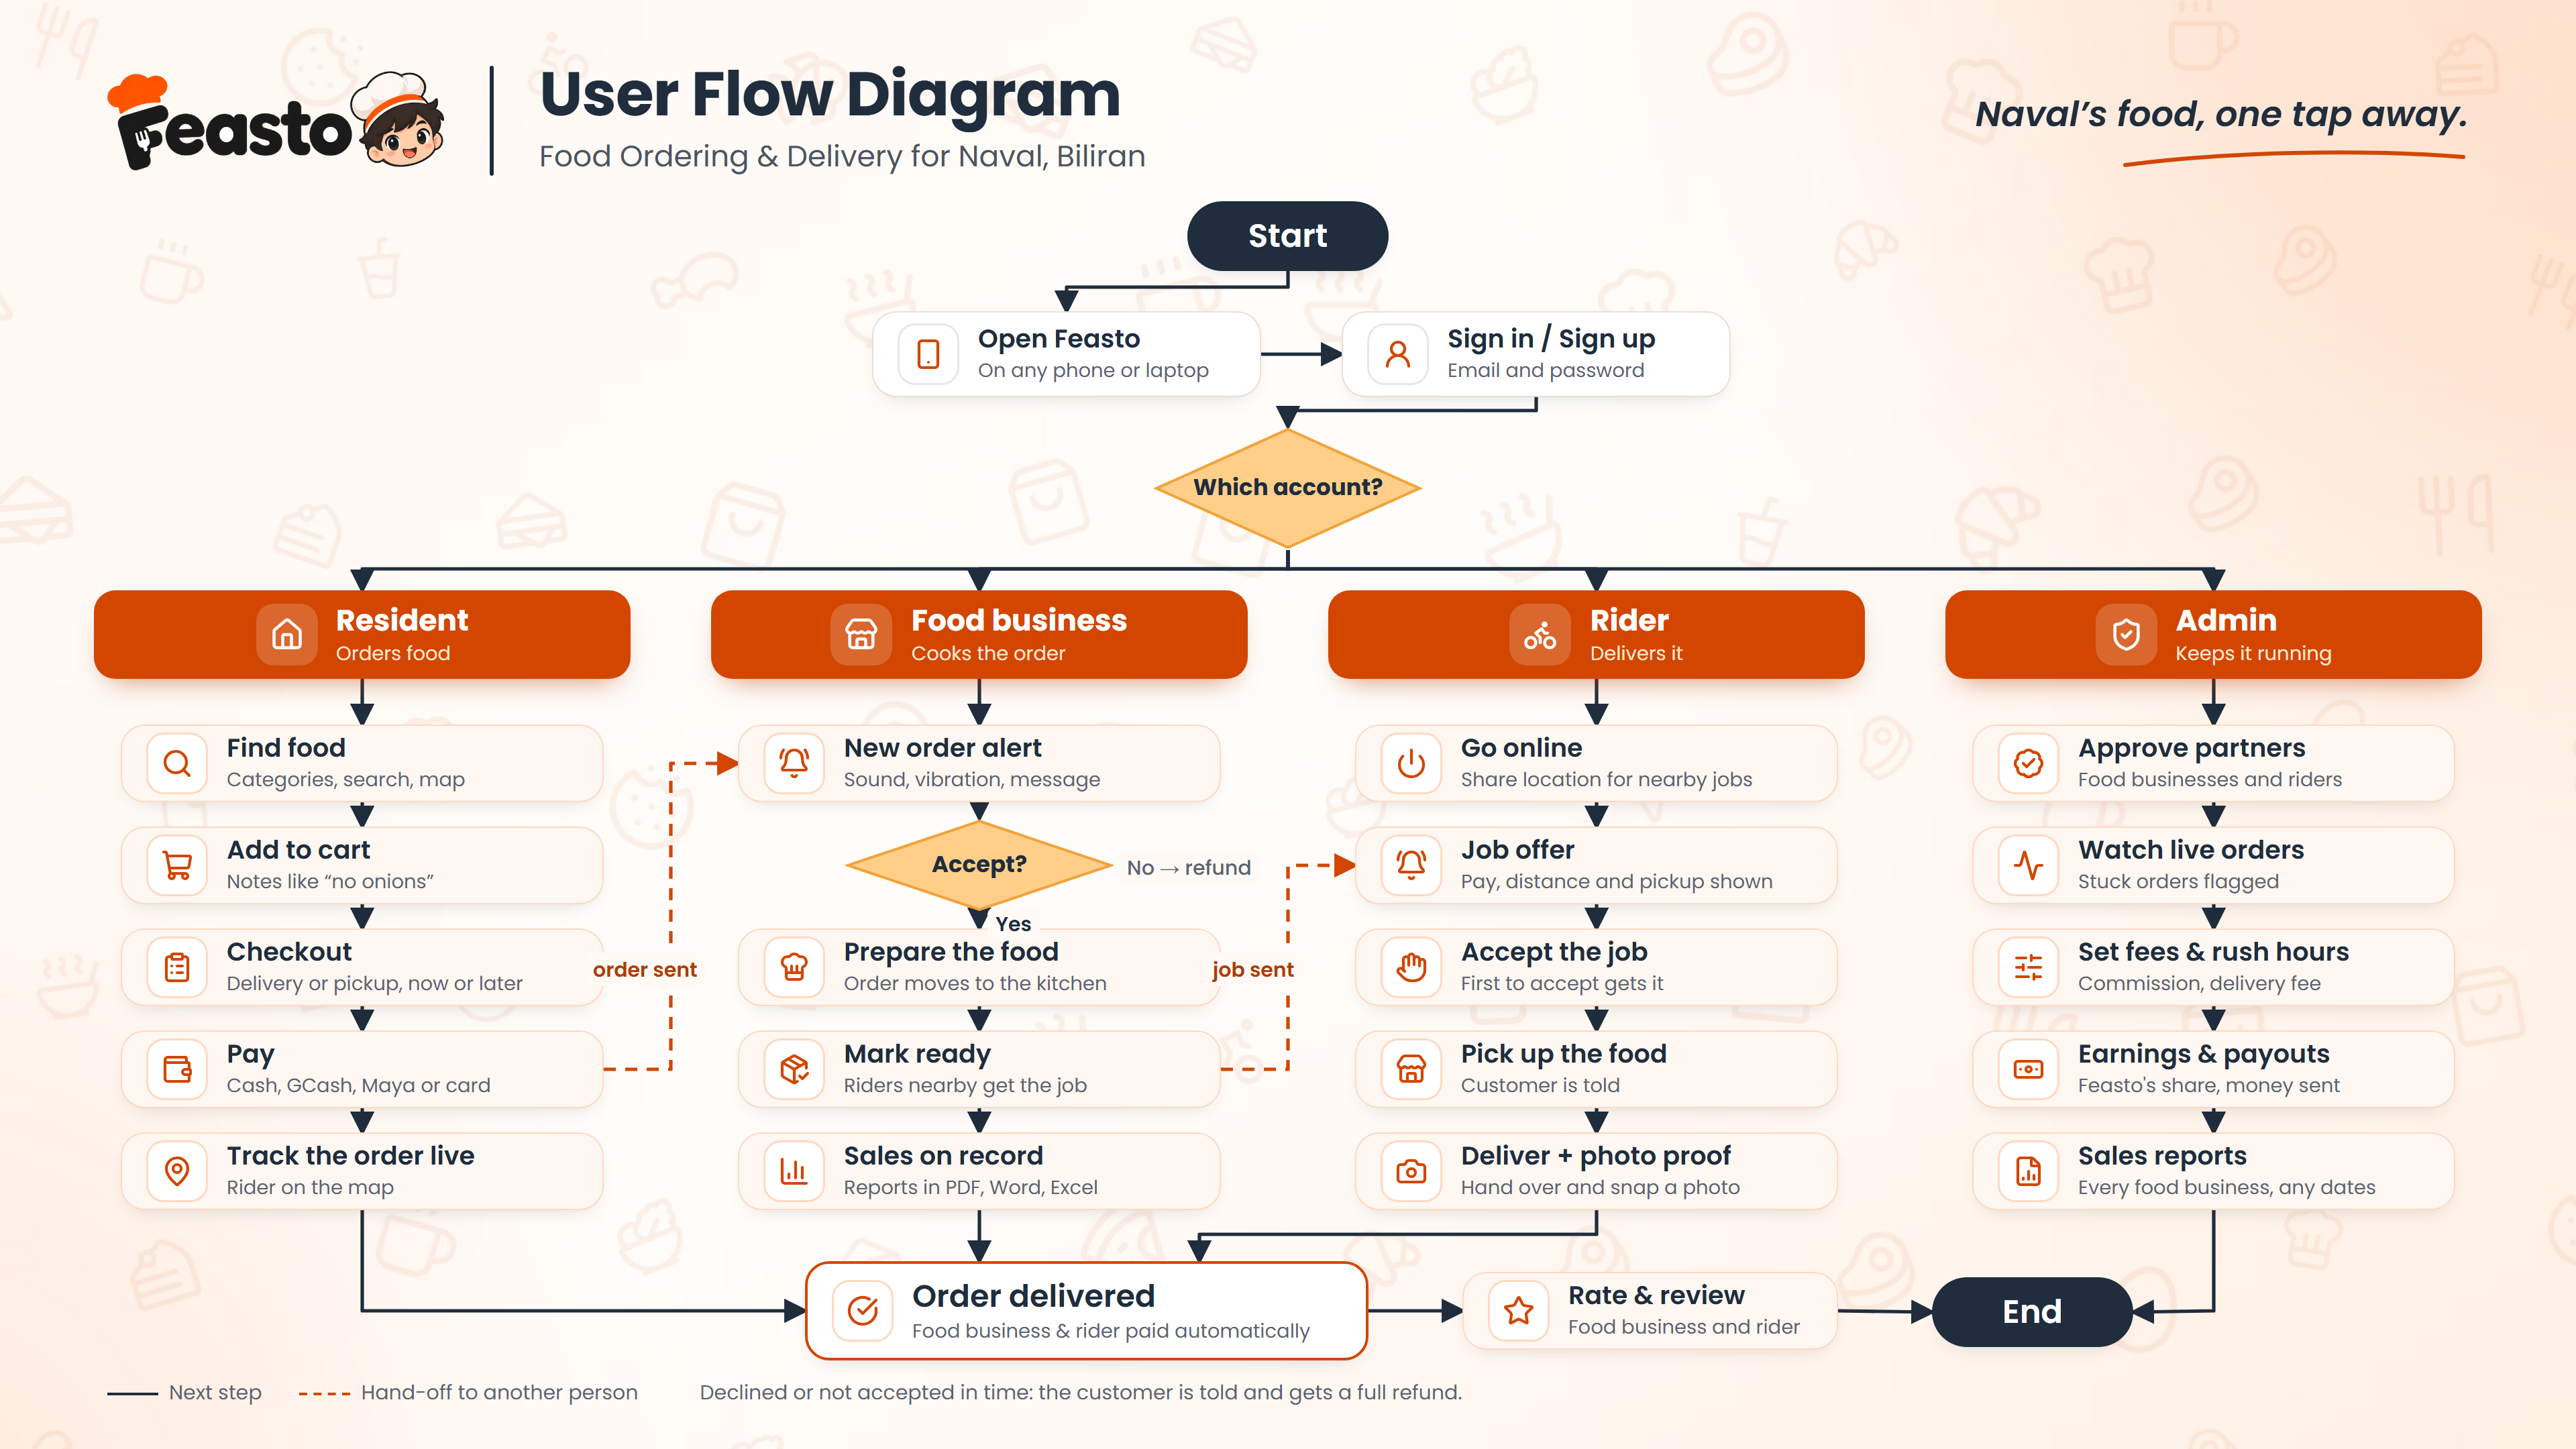 Feasto
User Flow Diagram
Food Ordering & Delivery for Naval, Biliran
Naval’s food, one tap away.
Start
Open Feasto
On any phone or laptop
Sign in / Sign up
Email and password
Which account?
Resident
Orders food
Food business
Cooks the order
Rider
Delivers it
Admin
Keeps it running
Find food
Categories, search, map
Add to cart
Notes like “no onions”
Checkout
Delivery or pickup, now or later
Pay
Cash, GCash, Maya or card
Track the order live
Rider on the map
order sent
New order alert
Sound, vibration, message
Accept?
No → refund
Yes
Prepare the food
Order moves to the kitchen
Mark ready
Riders nearby get the job
Sales on record
Reports in PDF, Word, Excel
job sent
Go online
Share location for nearby jobs
Job offer
Pay, distance and pickup shown
Accept the job
First to accept gets it
Pick up the food
Customer is told
Deliver + photo proof
Hand over and snap a photo
Approve partners
Food businesses and riders
Watch live orders
Stuck orders flagged
Set fees & rush hours
Commission, delivery fee
Earnings & payouts
Feasto's share, money sent
Sales reports
Every food business, any dates
Order delivered
Food business & rider paid automatically
Rate & review
Food business and rider
End
Next step
Hand-off to another person
Declined or not accepted in time: the customer is told and gets a full refund.